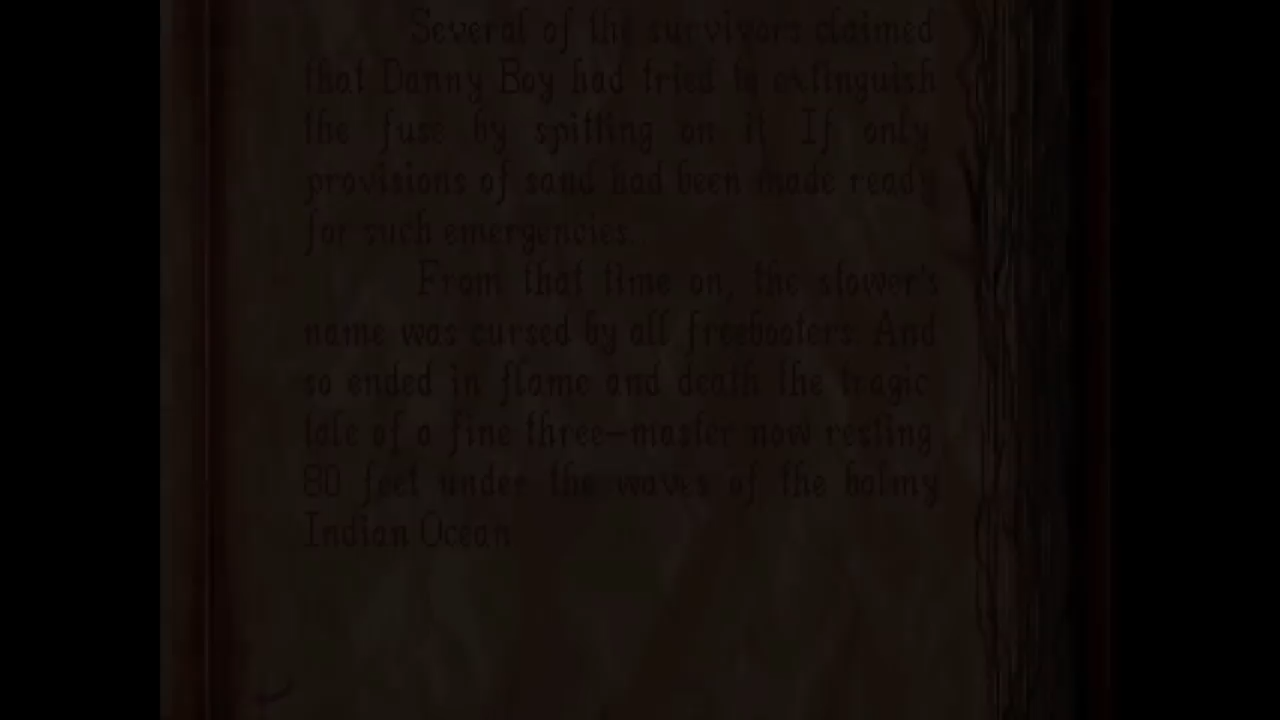 Several of the survivors claimed
that Danny Boy had tried to extinguish
the fuse by spitting on it. If only
provisions of sand had been made ready
for such emergencies...
From that time on, the stower's
name was cursed by all freebooters. And
so ended in flame and death the tragic
tale of a fine three-master now resting
80 feet under the waves of the balmy
Indian Ocean